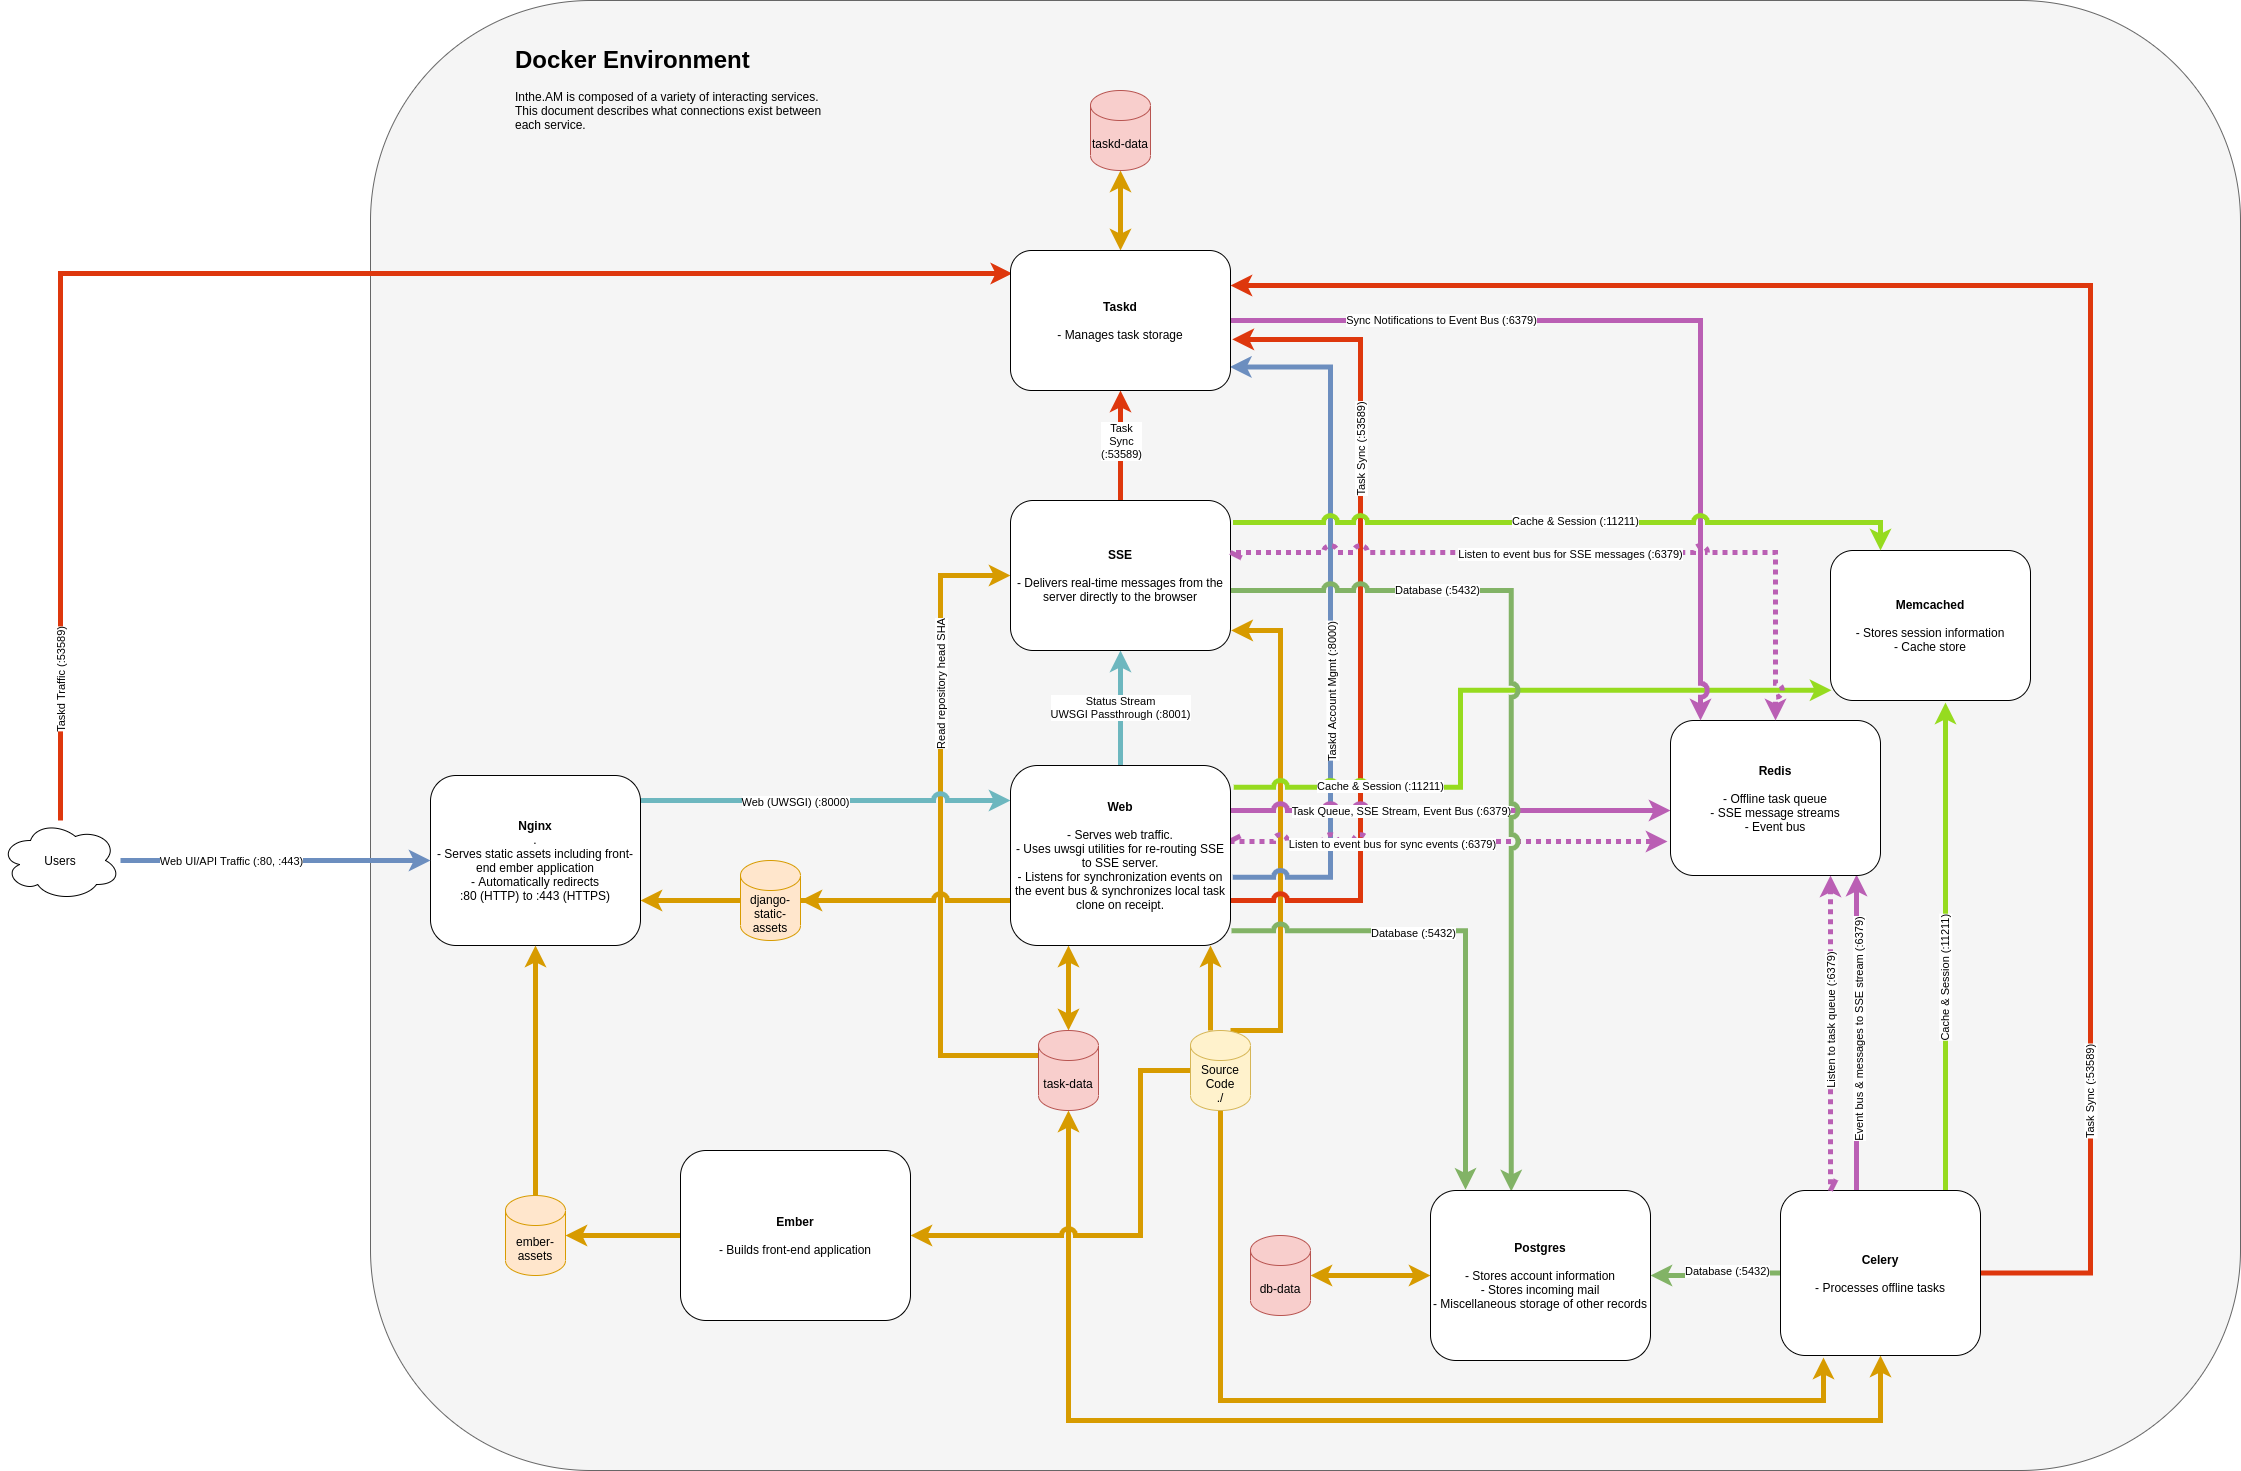 Docker Environment
Inthe.AM is composed of a variety of interacting services.
This document describes what connections exist between
each service.
taskd-data
Taskd
- Manages task storage
Sync Notifications to Event Bus (:6379)
Task
Sync
(:53589)
Task Sync (:53589)
SSE
- Delivers real-time messages from the
server directly to the browser
Cache & Session (:11211)
Listen to event bus for SSE messages (:6379)
Database (:5432)
Memcached
- Stores session information
- Cache store
Taskd Traffic (:53589)
Read repository head SHA
Status Stream
UWSGI Passthrough (:8001)
Taskd Account Mgmt (:8000)
Redis
- Offline task queue
- SSE message streams
- Event bus
Users
Web UI/API Traffic (:80, :443)
Nginx
.
- Serves static assets including front-
end ember application
- Automatically redirects
:80 (HTTP) to :443 (HTTPS)
Web (UWSGI) (:8000)
django-
static-
assets
Web
- Serves web traffic.
- Uses uwsgi utilities for re-routing SSE
to SSE server.
- Listens for synchronization events on
the event bus & synchronizes local task
clone on receipt.
Cache & Session (:11211)
Task Queue, SSE Stream, Event Bus (:6379)
Listen to event bus for sync events (:6379)
Database (:5432)
Listen to task queue (:6379)
Event bus & messages to SSE stream (:6379)
Cache & Session (:11211)
Task Sync (:53589)
task-data
Source
Code
./
ember-
assets
Ember
- Builds front-end application
db-data
Postgres
- Stores account information
- Stores incoming mail
- Miscellaneous storage of other records
Database (:5432)
Celery
- Processes offline tasks